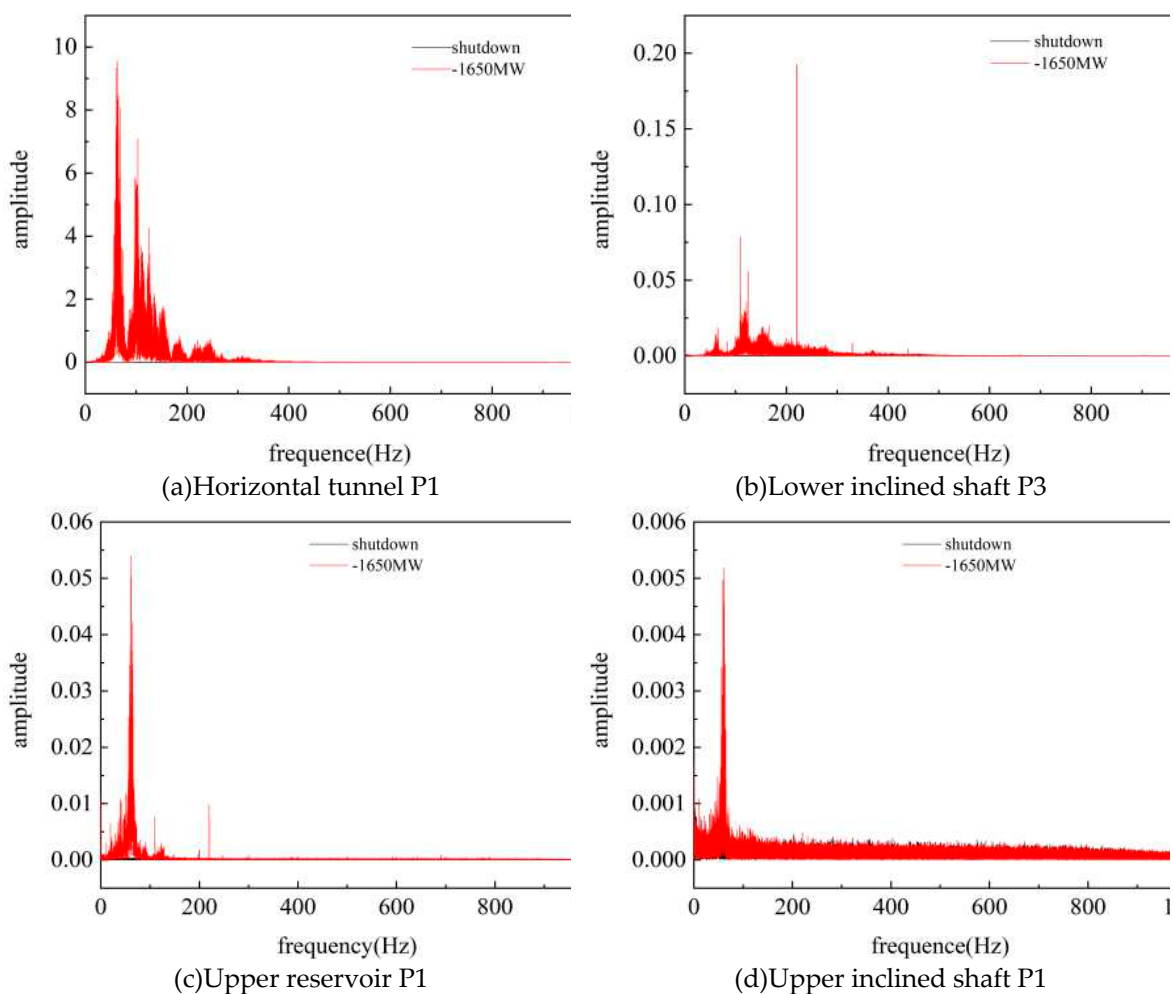 shutdown
-1650MW
10
8
6
4
2
0
amplitude
0 200 400 600 800
frequence(Hz)
(a)Horizontal tunnel P1
shutdown
-1650MW
0.20
0.15
0.10
0.05
0.00
amplitude
0 200 400 600 800
frequence(Hz)
(b)Lower inclined shaft P3
shutdown
-1650MW
0.06
0.05
0.04
0.03
0.02
0.01
0.00
amplitude
0 200 400 600 800
frequency(Hz)
(c)Upper reservoir P1
shutdown
-1650MW
0.006
0.005
0.004
0.003
0.002
0.001
0.000
amplitude
0 200 400 600 800
frequence(Hz)
(d)Upper inclined shaft P1